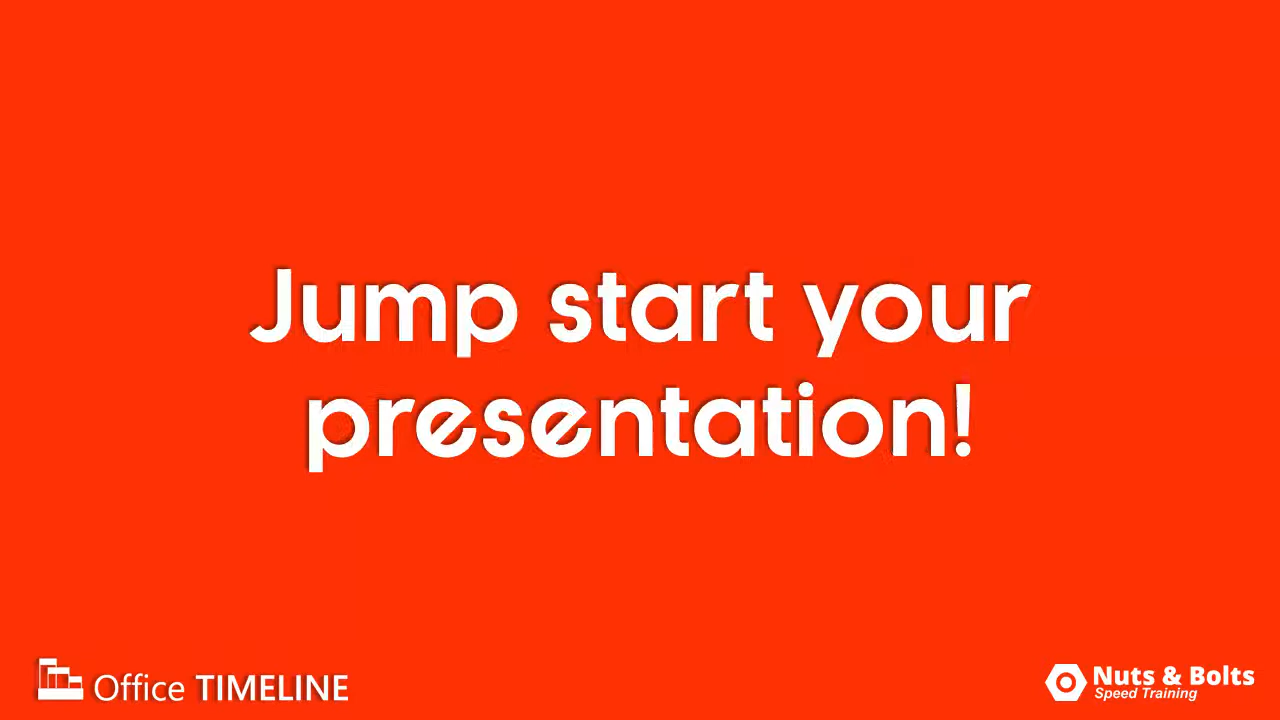 Jump start your
presentation!
Office TIMELINE
Nuts & Bolts
Speed Training